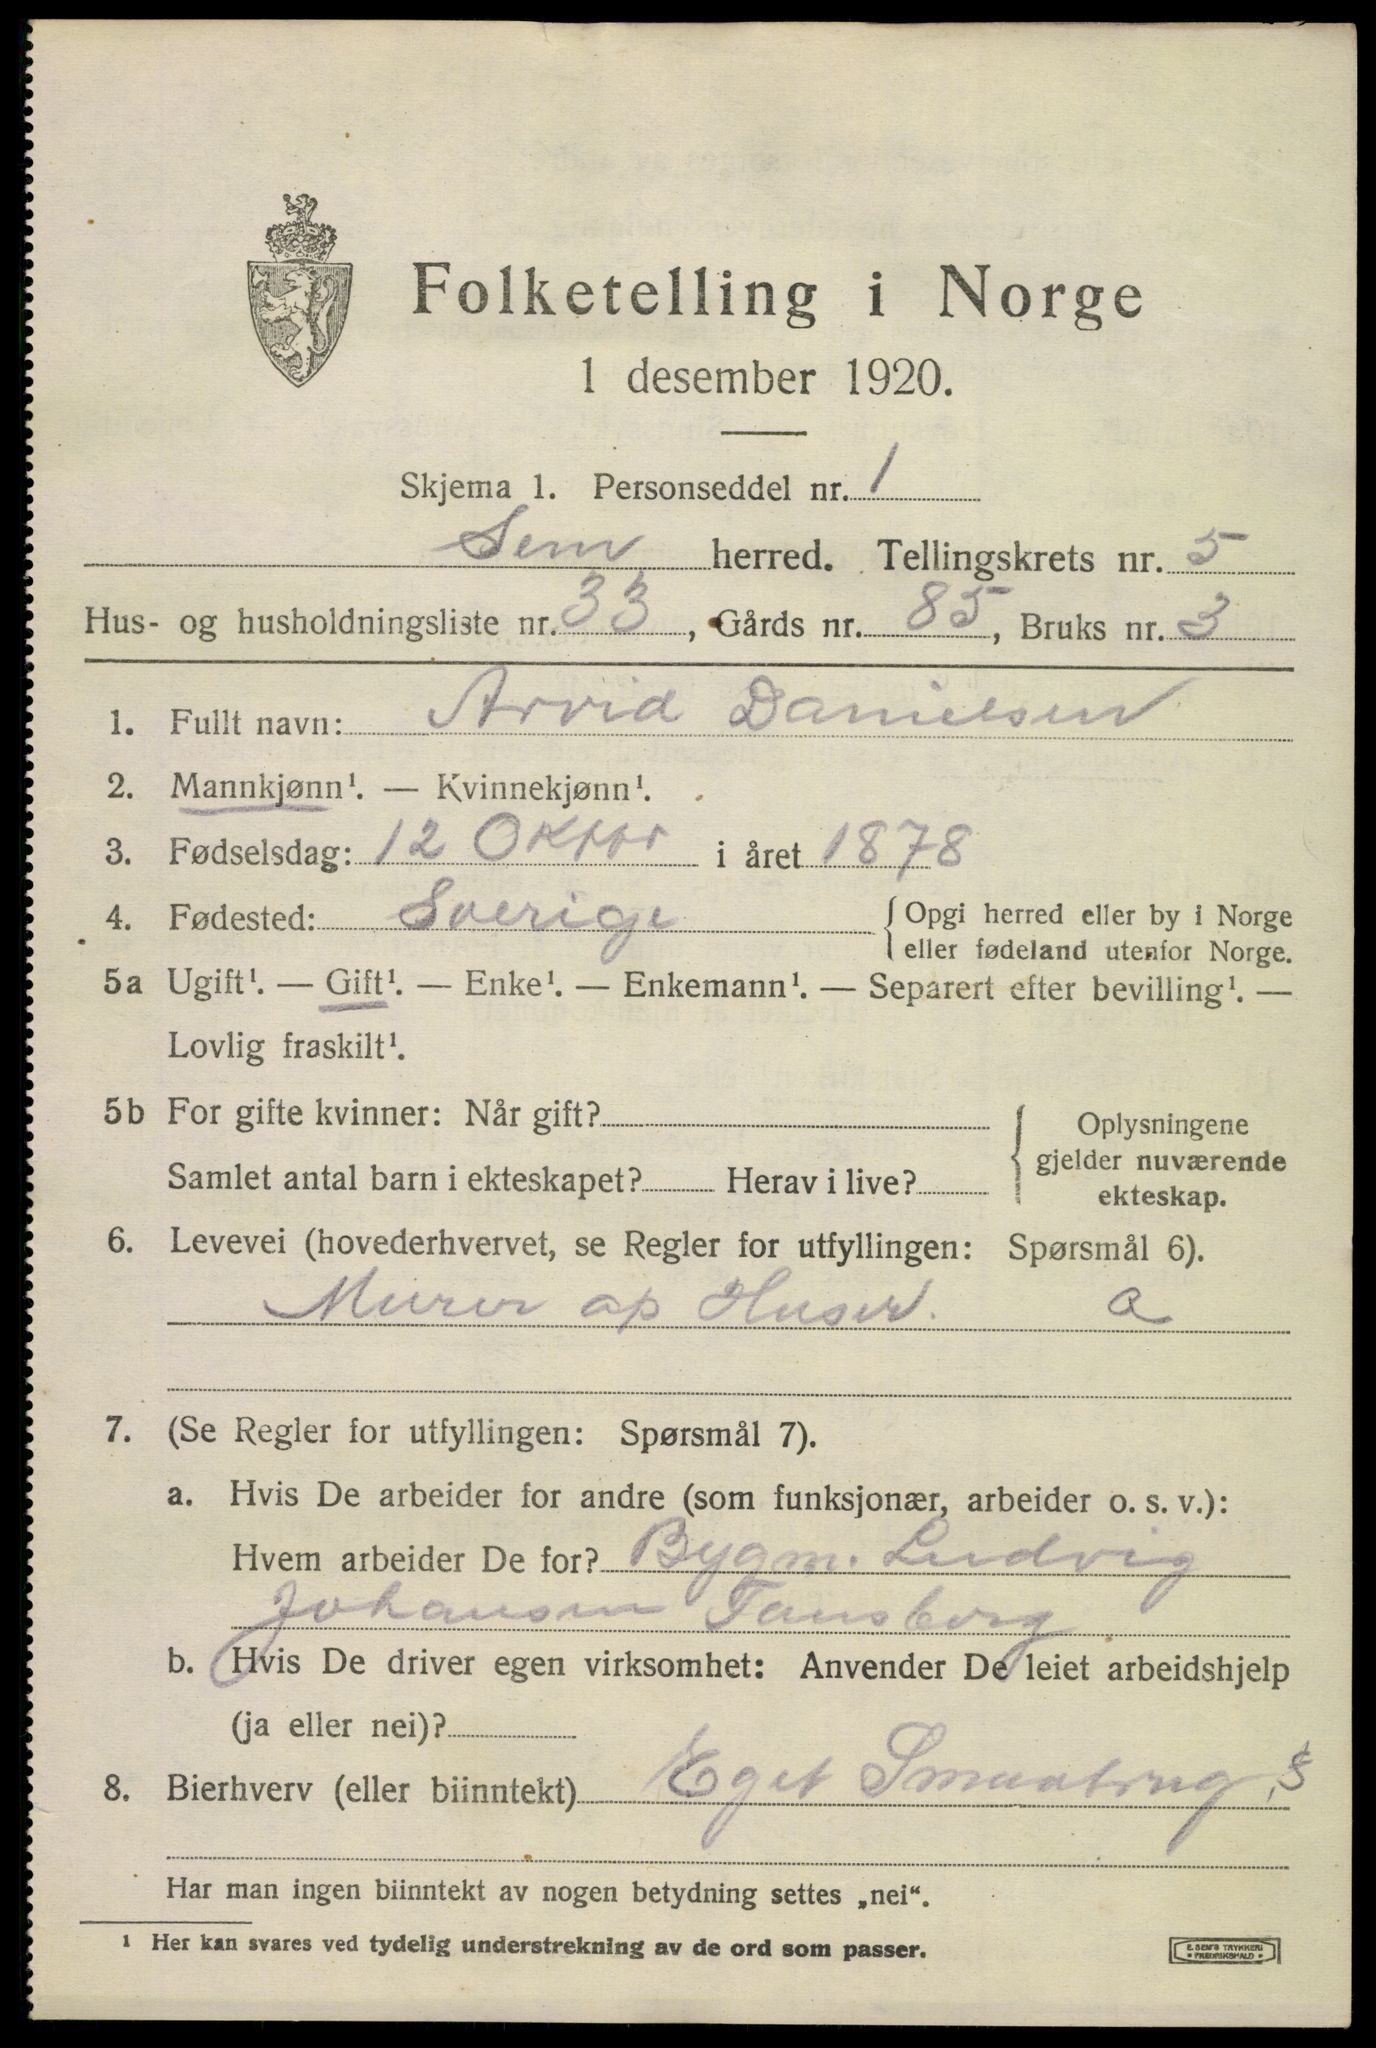 Folketelling i Norge
1 desember 1920.
Skjema 1. Personseddel nr. 1
Sem herred. Tellingskrets nr. 5
Hus- og husholdningsliste nr. 33, Gårds nr. 85, Bruks nr. 3
1. Fullt navn: Arvid Danielsen
2. Mannkjønn¹. — Kvinnekjønn¹.
3. Fødselsdag: 12 Oktbr i året 1878
4. Fødested: Sverige { Opgi herred eller by i Norge
eller fødeland utenfor Norge.
5a Ugift¹. — Gift¹. — Enke¹. — Enkemann¹. — Separert efter bevilling¹. —
Lovlig fraskilt¹.
5b For gifte kvinner: Når gift? { Oplysningene
gjelder nuværende
Samlet antal barn i ekteskapet? Herav i live?
ekteskap.
6. Levevei (hovederhvervet, se Regler for utfyllingen: Spørsmål 6).
Murer ap Huser. a
7. (Se Regler for utfyllingen: Spørsmål 7).
a. Hvis De arbeider for andre (som funksjonær, arbeider o. s. v.):
Hvem arbeider De for? Bygm. Ludvig
Johansen Tønsberg
b. Hvis De driver egen virksomhet: Anvender De leiet arbeidshjelp
(ja eller nei)?
8. Bierhverv (eller biinntekt) Eget Smaabrug, s
Har man ingen biinntekt av nogen betydning settes „nei“.
¹ Her kan svares ved tydelig understrekning av de ord som passer.
E. SEM'S TRYKKERI
* FREDRIKSHALD *